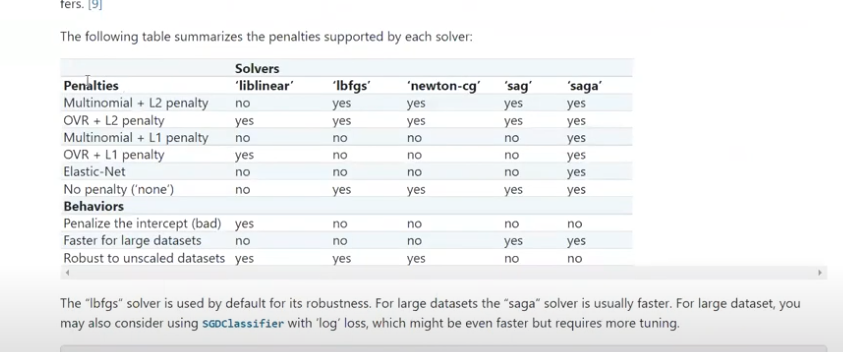 fers. [9]
The following table summarizes the penalties supported by each solver:
Solvers
Penalties 'liblinear' 'lbfgs' 'newton-cg' 'sag' 'saga'
Multinomial + L2 penalty no yes yes yes yes
OVR + L2 penalty yes yes yes yes yes
Multinomial + L1 penalty no no no no yes
OVR + L1 penalty yes no no no yes
Elastic-Net no no no no yes
No penalty ('none') no yes yes yes yes
Behaviors
Penalize the intercept (bad) yes no no no no
Faster for large datasets no no no yes yes
Robust to unscaled datasets yes yes yes no no
The "lbfgs" solver is used by default for its robustness. For large datasets the "saga" solver is usually faster. For large dataset, you
may also consider using SGDClassifier with 'log' loss, which might be even faster but requires more tuning.